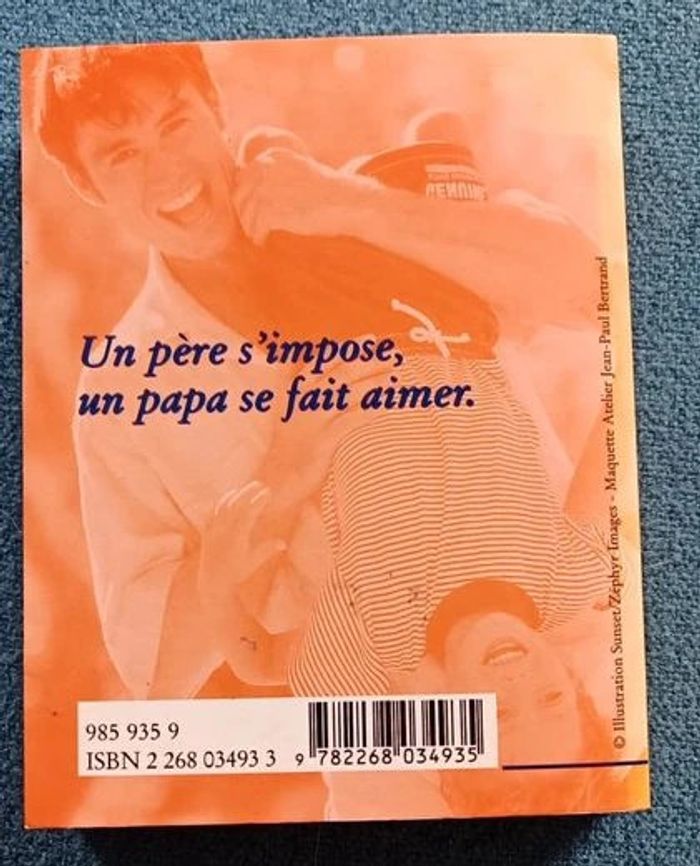 Un père s'impose,
un papa se fait aimer.
© Illustration Sunset/Zéphyr Images - Maquette Atelier Jean-Paul Bertrand
985 935 9
ISBN 2 268 03493 3
9 782268 034935